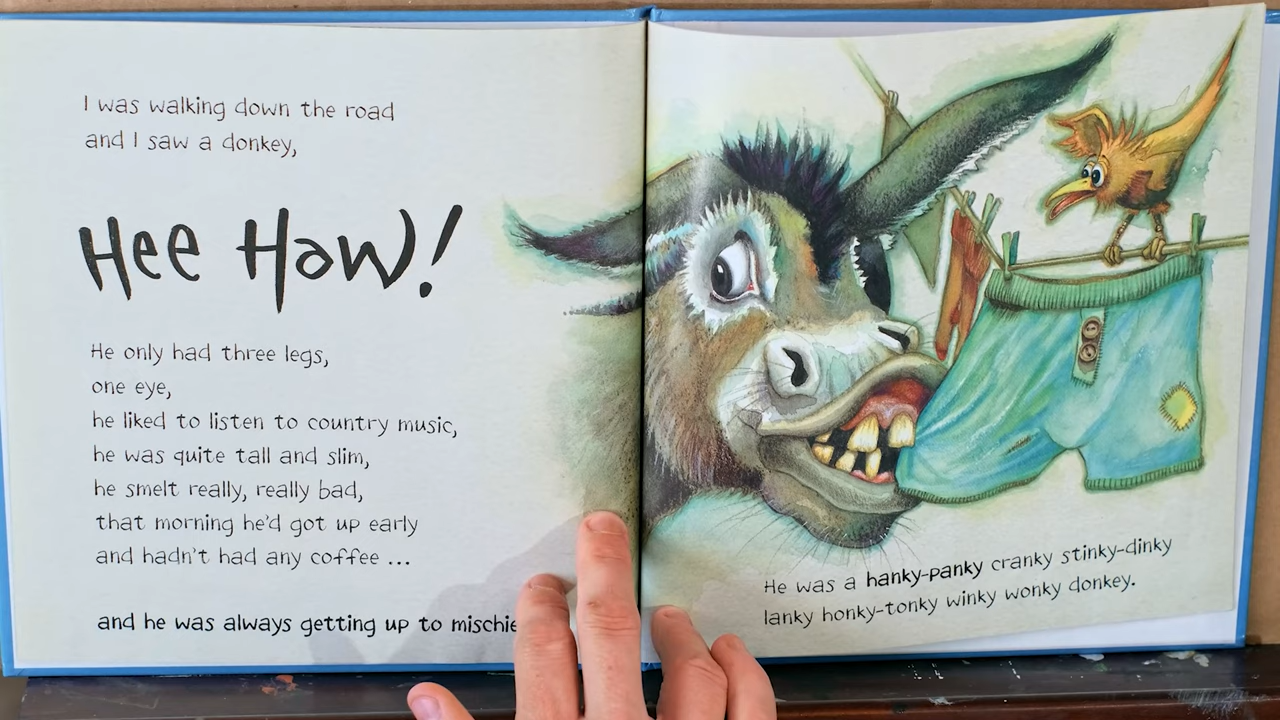 I was walking down the road
and I saw a donkey,
Hee Haw!
He only had three legs,
one eye,
he liked to listen to country music,
he was quite tall and slim,
he smelt really, really bad,
that morning he'd got up early
and hadn't had any coffee ...
and he was always getting up to mischie
He was a hanky-panky cranky stinky-dinky
lanky honky-tonky winky wonky donkey.